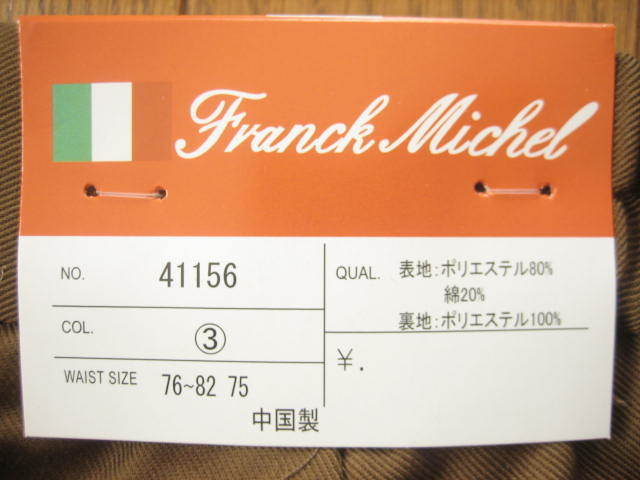 Franck Michel
NO. 41156
COL. ③
WAIST SIZE 76~82 75
QUAL. 表地:ポリエステル80%
綿20%
裏地:ポリエステル100%
¥.
中国製